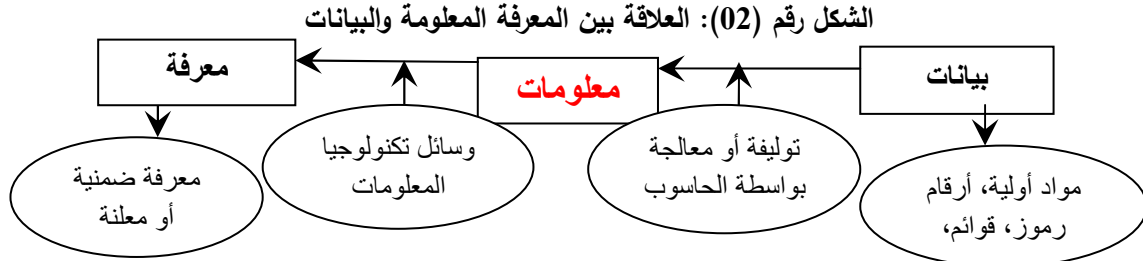 الشكل رقم (02): العلاقة بين المعرفة المعلومة والبيانات
بيانات
معلومات
معرفة
مواد أولية، أرقام
رموز، قوائم،
توليفة أو معالجة
بواسطة الحاسوب
وسائل تكنولوجيا
المعلومات
معرفة ضمنية
أو معلنة